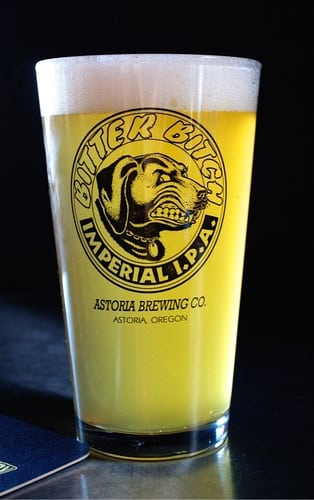 BITTER BITCH
IMPERIAL I.P.A.
ASTORIA BREWING CO.
ASTORIA, OREGON